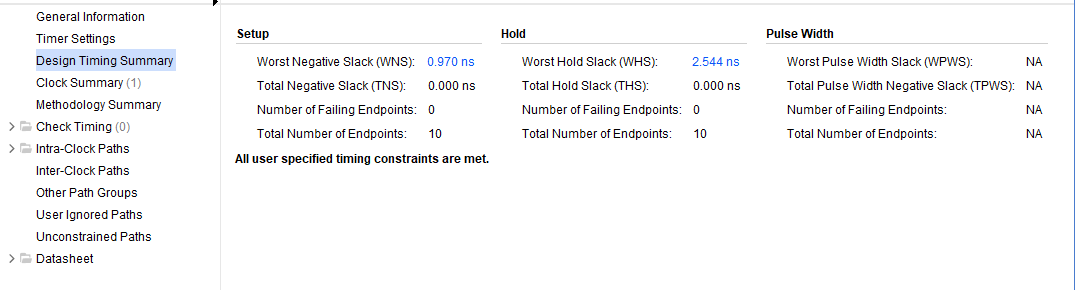 General Information
Timer Settings
Design Timing Summary
Clock Summary (1)
Methodology Summary
Check Timing (0)
Intra-Clock Paths
Inter-Clock Paths
Other Path Groups
User Ignored Paths
Unconstrained Paths
Datasheet
Setup
Worst Negative Slack (WNS): 0.970 ns
Total Negative Slack (TNS): 0.000 ns
Number of Failing Endpoints: 0
Total Number of Endpoints: 10
Hold
Worst Hold Slack (WHS): 2.544 ns
Total Hold Slack (THS): 0.000 ns
Number of Failing Endpoints: 0
Total Number of Endpoints: 10
Pulse Width
Worst Pulse Width Slack (WPWS): NA
Total Pulse Width Negative Slack (TPWS): NA
Number of Failing Endpoints: NA
Total Number of Endpoints: NA
All user specified timing constraints are met.